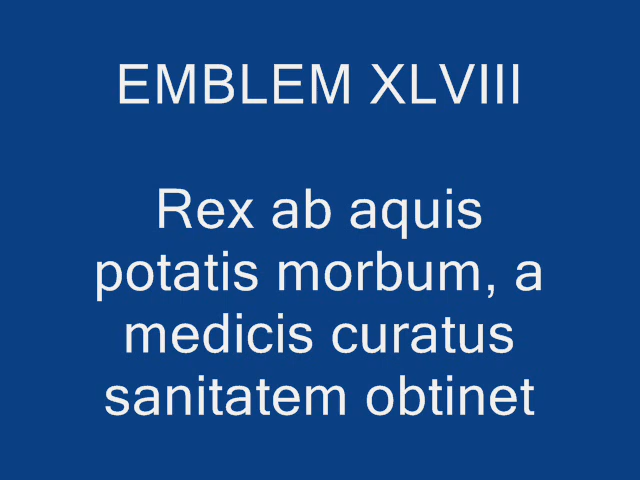 EMBLEM XLVIII
Rex ab aquis
potatis morbum, a
medicis curatus
sanitatem obtinet